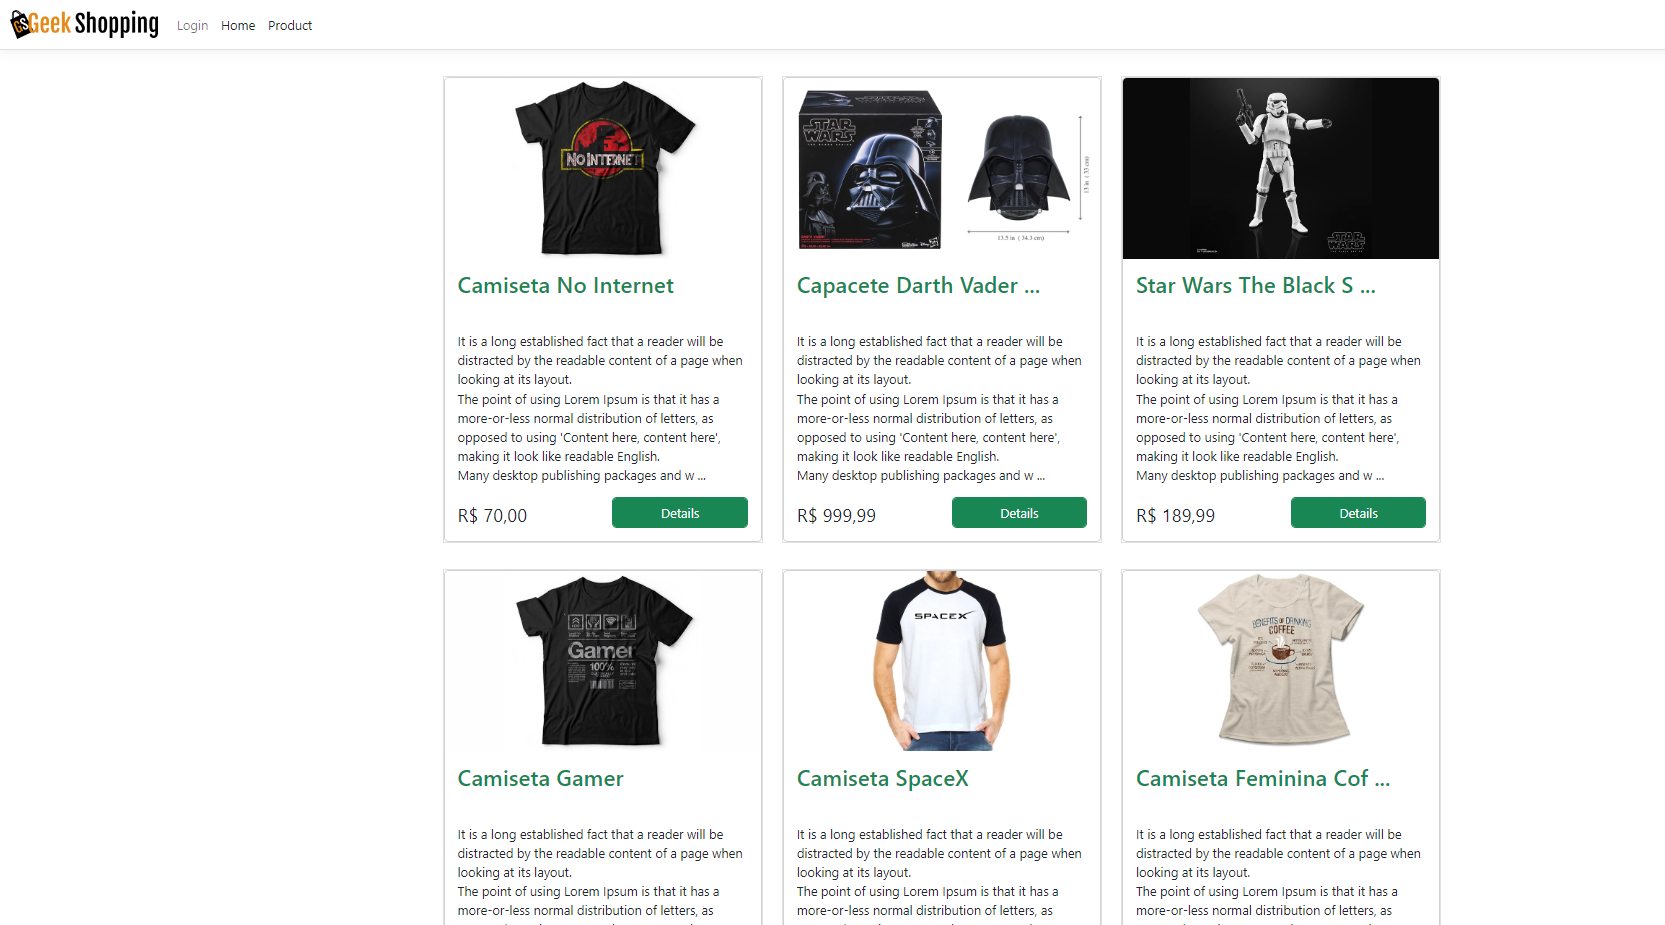 GS Geek Shopping Login Home Product
NO INTERNET
STAR WARS
13 in (33 cm)
13.5 in (34.3 cm)
STAR WARS
Camiseta No Internet
Capacete Darth Vader ...
Star Wars The Black S ...
It is a long established fact that a reader will be
distracted by the readable content of a page when
looking at its layout.
The point of using Lorem Ipsum is that it has a
more-or-less normal distribution of letters, as
opposed to using 'Content here, content here',
making it look like readable English.
Many desktop publishing packages and w ...
R$ 70,00 Details
It is a long established fact that a reader will be
distracted by the readable content of a page when
looking at its layout.
The point of using Lorem Ipsum is that it has a
more-or-less normal distribution of letters, as
opposed to using 'Content here, content here',
making it look like readable English.
Many desktop publishing packages and w ...
R$ 999,99 Details
It is a long established fact that a reader will be
distracted by the readable content of a page when
looking at its layout.
The point of using Lorem Ipsum is that it has a
more-or-less normal distribution of letters, as
opposed to using 'Content here, content here',
making it look like readable English.
Many desktop publishing packages and w ...
R$ 189,99 Details
Gamer
100%
SPACEX
BENEFITS OF DRINKING
COFFEE
Camiseta Gamer
Camiseta SpaceX
Camiseta Feminina Cof ...
It is a long established fact that a reader will be
distracted by the readable content of a page when
looking at its layout.
The point of using Lorem Ipsum is that it has a
more-or-less normal distribution of letters, as
It is a long established fact that a reader will be
distracted by the readable content of a page when
looking at its layout.
The point of using Lorem Ipsum is that it has a
more-or-less normal distribution of letters, as
It is a long established fact that a reader will be
distracted by the readable content of a page when
looking at its layout.
The point of using Lorem Ipsum is that it has a
more-or-less normal distribution of letters, as